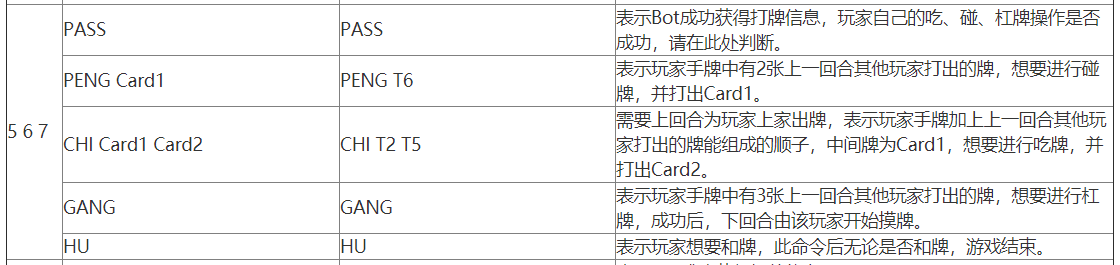 PASS
PASS
表示Bot成功获得打牌信息，玩家自己的吃、碰、杠牌操作是否
成功，请在此处判断。
PENG Card1
PENG T6
表示玩家手牌中有2张上一回合其他玩家打出的牌，想要进行碰
牌，并打出Card1。
5 6 7
CHI Card1 Card2
CHI T2 T5
需要上回合为玩家上家出牌，表示玩家手牌加上上一回合其他玩
家打出的牌能组成的顺子，中间牌为Card1，想要进行吃牌，并
打出Card2。
GANG
GANG
表示玩家手牌中有3张上一回合其他玩家打出的牌，想要进行杠
牌，成功后，下回合由该玩家开始摸牌。
HU
HU
表示玩家想要和牌，此命令后无论是否和牌，游戏结束。